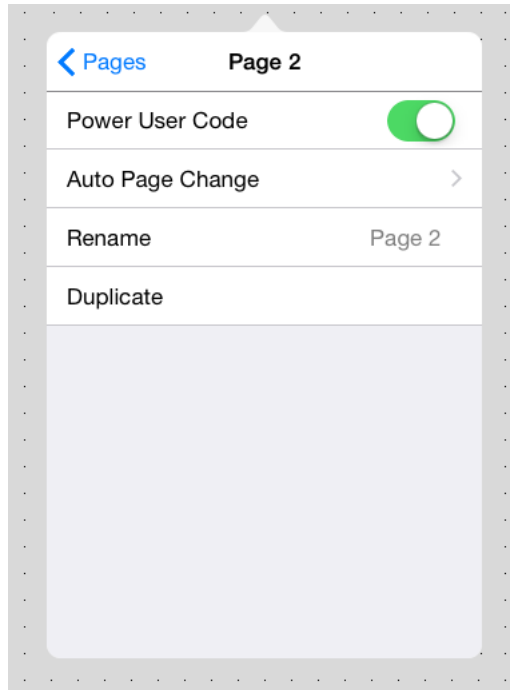 Pages Page 2
Power User Code
Auto Page Change
Rename Page 2
Duplicate